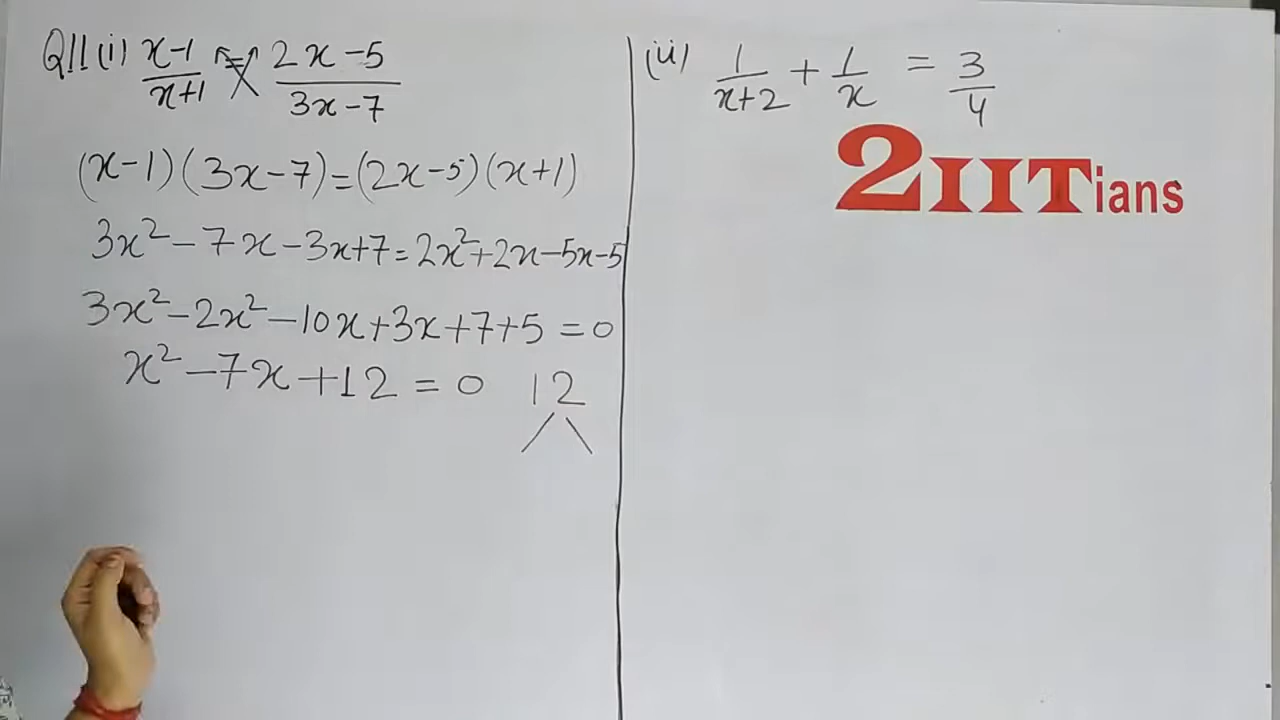 Q11 (i) x-1/x+1 = 2x-5/3x-7
(x-1)(3x-7)=(2x-5)(x+1)
3x²-7x-3x+7=2x²+2x-5x-5
3x²-2x²-10x+3x+7+5=0
x²-7x+12=0 12
(ii) 1/x+2 + 1/x = 3/4
2IITians